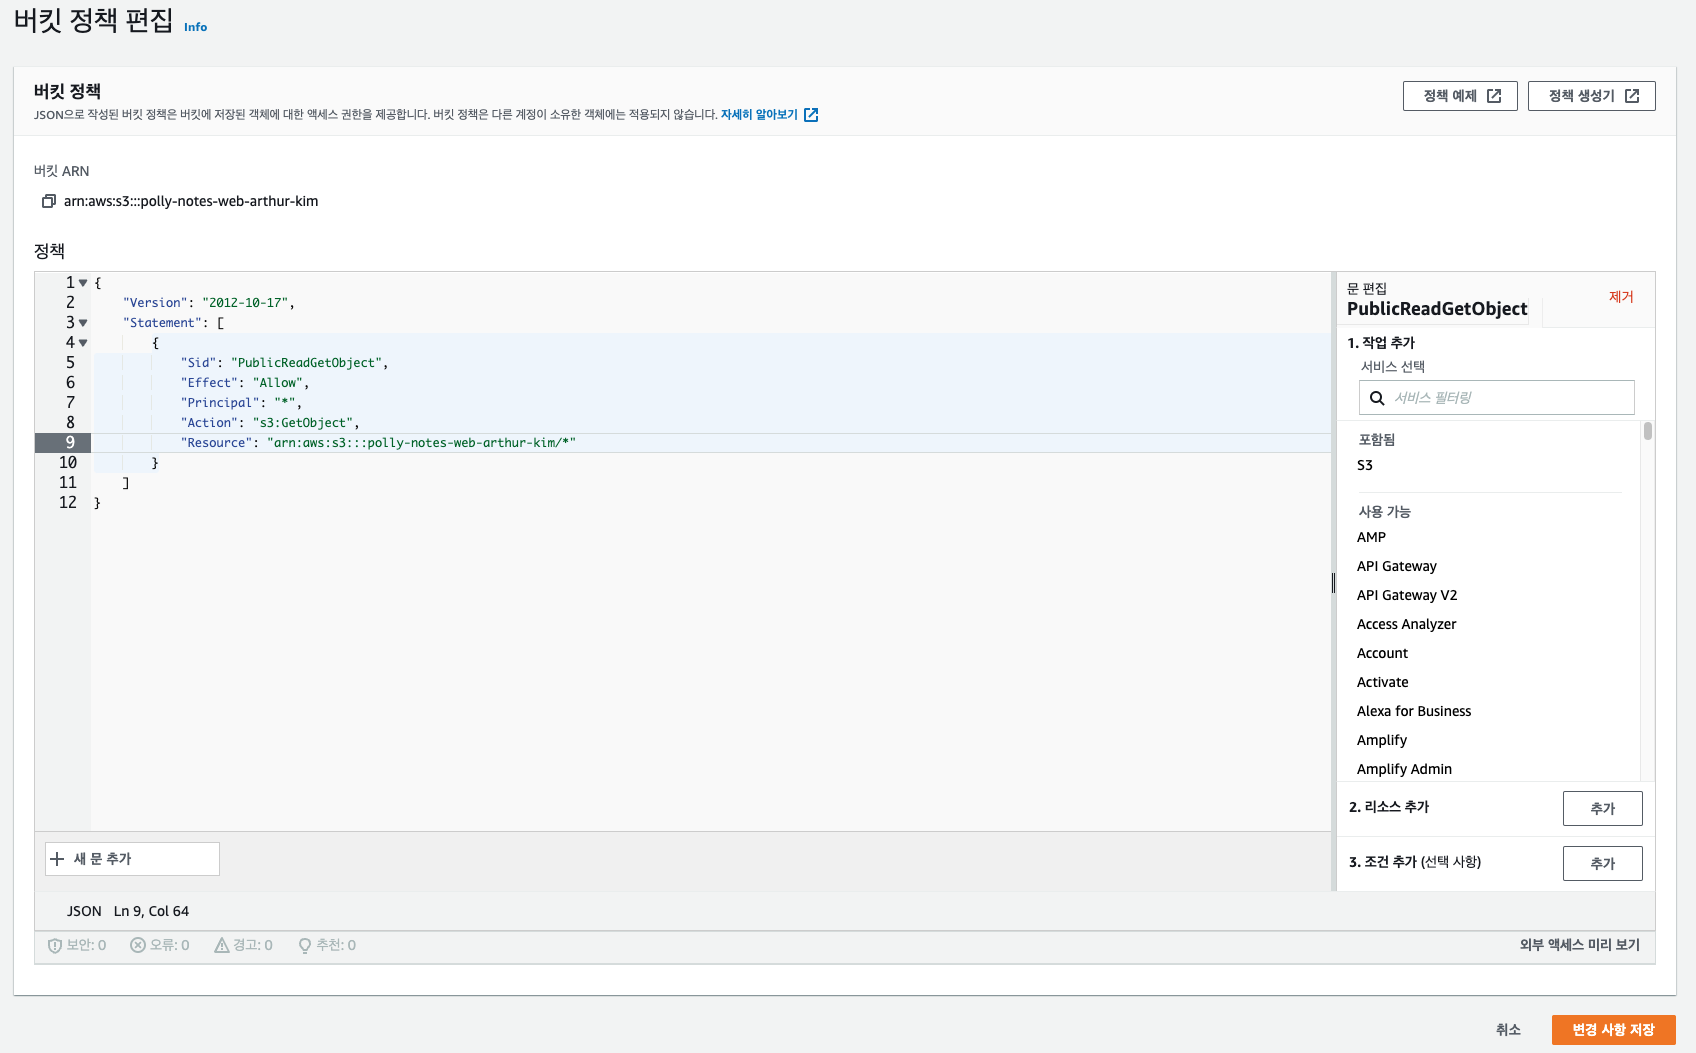 버킷 정책 편집 Info
버킷 정책
JSON으로 작성된 버킷 정책은 버킷에 저장된 객체에 대한 액세스 권한을 제공합니다. 버킷 정책은 다른 계정이 소유한 객체에는 적용되지 않습니다. 자세히 알아보기
정책 예제
정책 생성기
버킷 ARN
arn:aws:s3:::polly-notes-web-arthur-kim
정책
1 {
2 "Version": "2012-10-17",
3 "Statement": [
4 {
5 "Sid": "PublicReadGetObject",
6 "Effect": "Allow",
7 "Principal": "*",
8 "Action": "s3:GetObject",
9 "Resource": "arn:aws:s3:::polly-notes-web-arthur-kim/*"
10 }
11 ]
12 }
새 문 추가
문 편집
PublicReadGetObject
제거
1. 작업 추가
서비스 선택
서비스 필터링
포함됨
S3
사용 가능
AMP
API Gateway
API Gateway V2
Access Analyzer
Account
Activate
Alexa for Business
Amplify
Amplify Admin
2. 리소스 추가
추가
3. 조건 추가 (선택 사항)
추가
JSON Ln 9, Col 64
보안: 0 오류: 0 경고: 0 추천: 0
외부 액세스 미리 보기
취소
변경 사항 저장